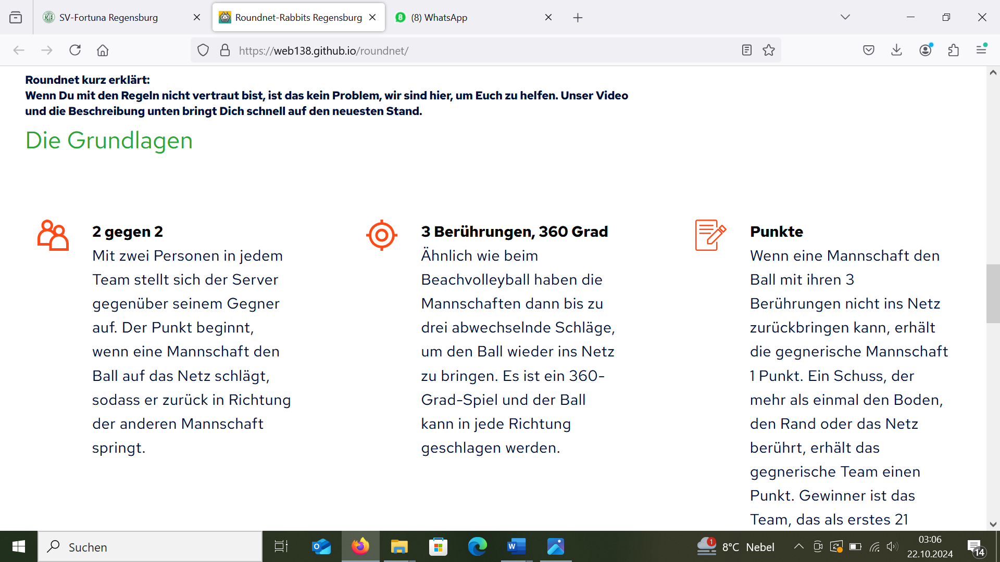 SV-Fortuna Regensburg
Roundnet-Rabbits Regensburg
(8) WhatsApp
https://web138.github.io/roundnet/
Roundnet kurz erklärt:
Wenn Du mit den Regeln nicht vertraut bist, ist das kein Problem, wir sind hier, um Euch zu helfen. Unser Video
und die Beschreibung unten bringt Dich schnell auf den neuesten Stand.
Die Grundlagen
2 gegen 2
Mit zwei Personen in jedem
Team stellt sich der Server
gegenüber seinem Gegner
auf. Der Punkt beginnt,
wenn eine Mannschaft den
Ball auf das Netz schlägt,
sodass er zurück in Richtung
der anderen Mannschaft
springt.
3 Berührungen, 360 Grad
Ähnlich wie beim
Beachvolleyball haben die
Mannschaften dann bis zu
drei abwechselnde Schläge,
um den Ball wieder ins Netz
zu bringen. Es ist ein 360-
Grad-Spiel und der Ball
kann in jede Richtung
geschlagen werden.
Punkte
Wenn eine Mannschaft den
Ball mit ihren 3
Berührungen nicht ins Netz
zurückbringen kann, erhält
die gegnerische Mannschaft
1 Punkt. Ein Schuss, der
mehr als einmal den Boden,
den Rand oder das Netz
berührt, erhält das
gegnerische Team einen
Punkt. Gewinner ist das
Team, das als erstes 21
Suchen
1
8°C Nebel
03:06
22.10.2024
14